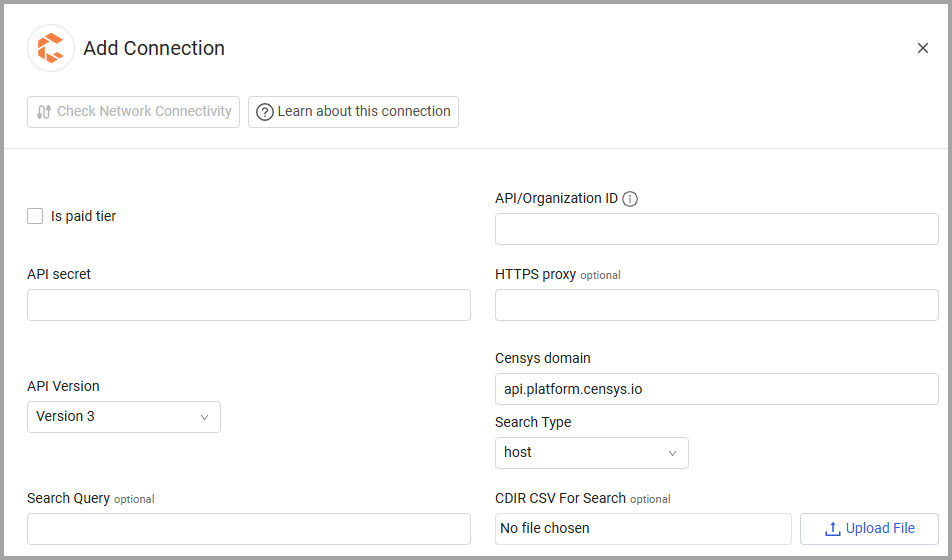 Add Connection
Check Network Connectivity
Learn about this connection
Is paid tier
API/Organization ID
API secret
HTTPS proxy optional
API Version
Version 3
Censys domain
api.platform.censys.io
Search Type
host
Search Query optional
CDIR CSV For Search optional
No file chosen
Upload File